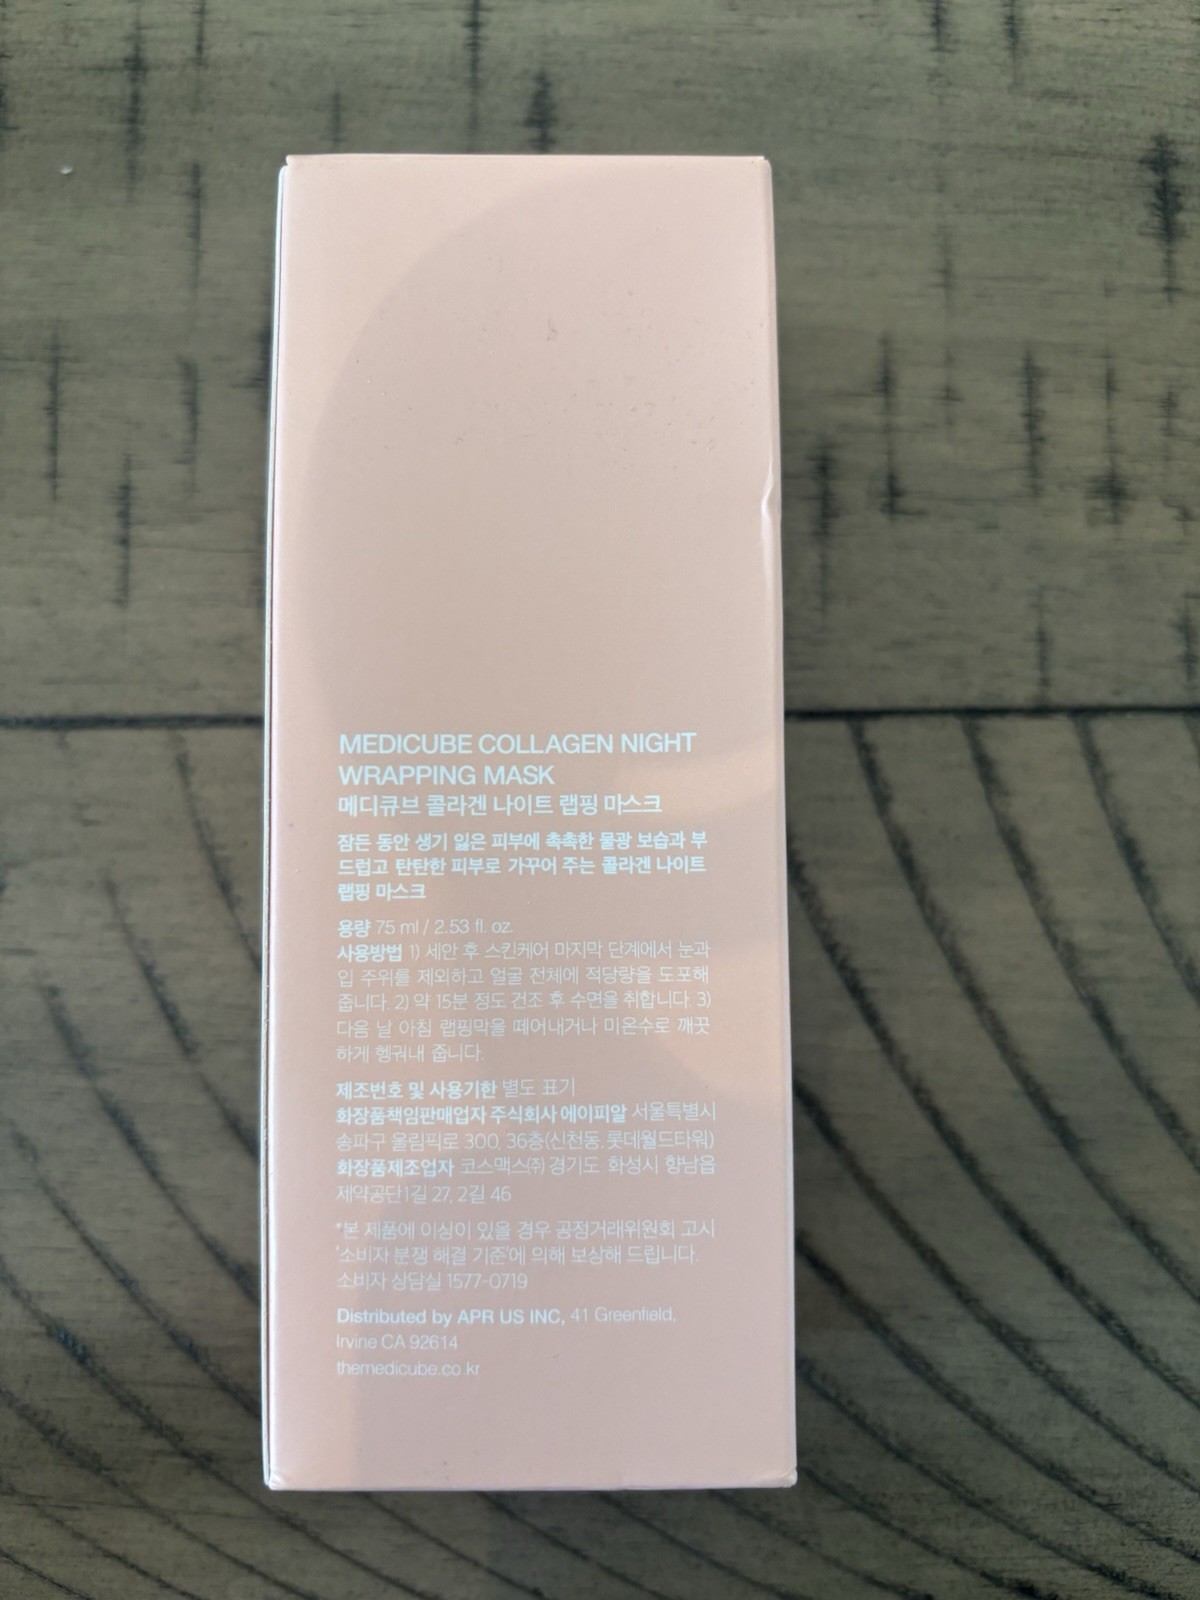 MEDICUBE COLLAGEN NIGHT
WRAPPING MASK
메디큐브 콜라겐 나이트 랩핑 마스크
잠든 동안 생기 잃은 피부에 촉촉한 물광 보습과 부
드럽고 탄탄한 피부로 가꾸어 주는 콜라겐 나이트
랩핑 마스크
용량 75 ml / 2.53 fl. oz.
사용방법 1) 세안 후 스킨케어 마지막 단계에서 눈과
입 주위를 제외하고 얼굴 전체에 적당량을 도포해
줍니다. 2) 약 15분 정도 건조 후 수면을 취합니다. 3)
다음 날 아침 랩핑막을 떼어내거나 미온수로 깨끗
하게 헹궈내 줍니다.
제조번호 및 사용기한 별도 표기
화장품책임판매업자 주식회사 에이피알 서울특별시
송파구 올림픽로 300, 36층(신천동, 롯데월드타워)
화장품제조업자 코스맥스(주) 경기도 화성시 향남읍
제약공단1길 27, 2길 46
*본 제품에 이상이 있을 경우 공정거래위원회 고시
'소비자 분쟁 해결 기준'에 의해 보상해 드립니다.
소비자 상담실 1577-0719
Distributed by APR US INC, 41 Greenfield,
Irvine CA 92614
themedicube.co.kr